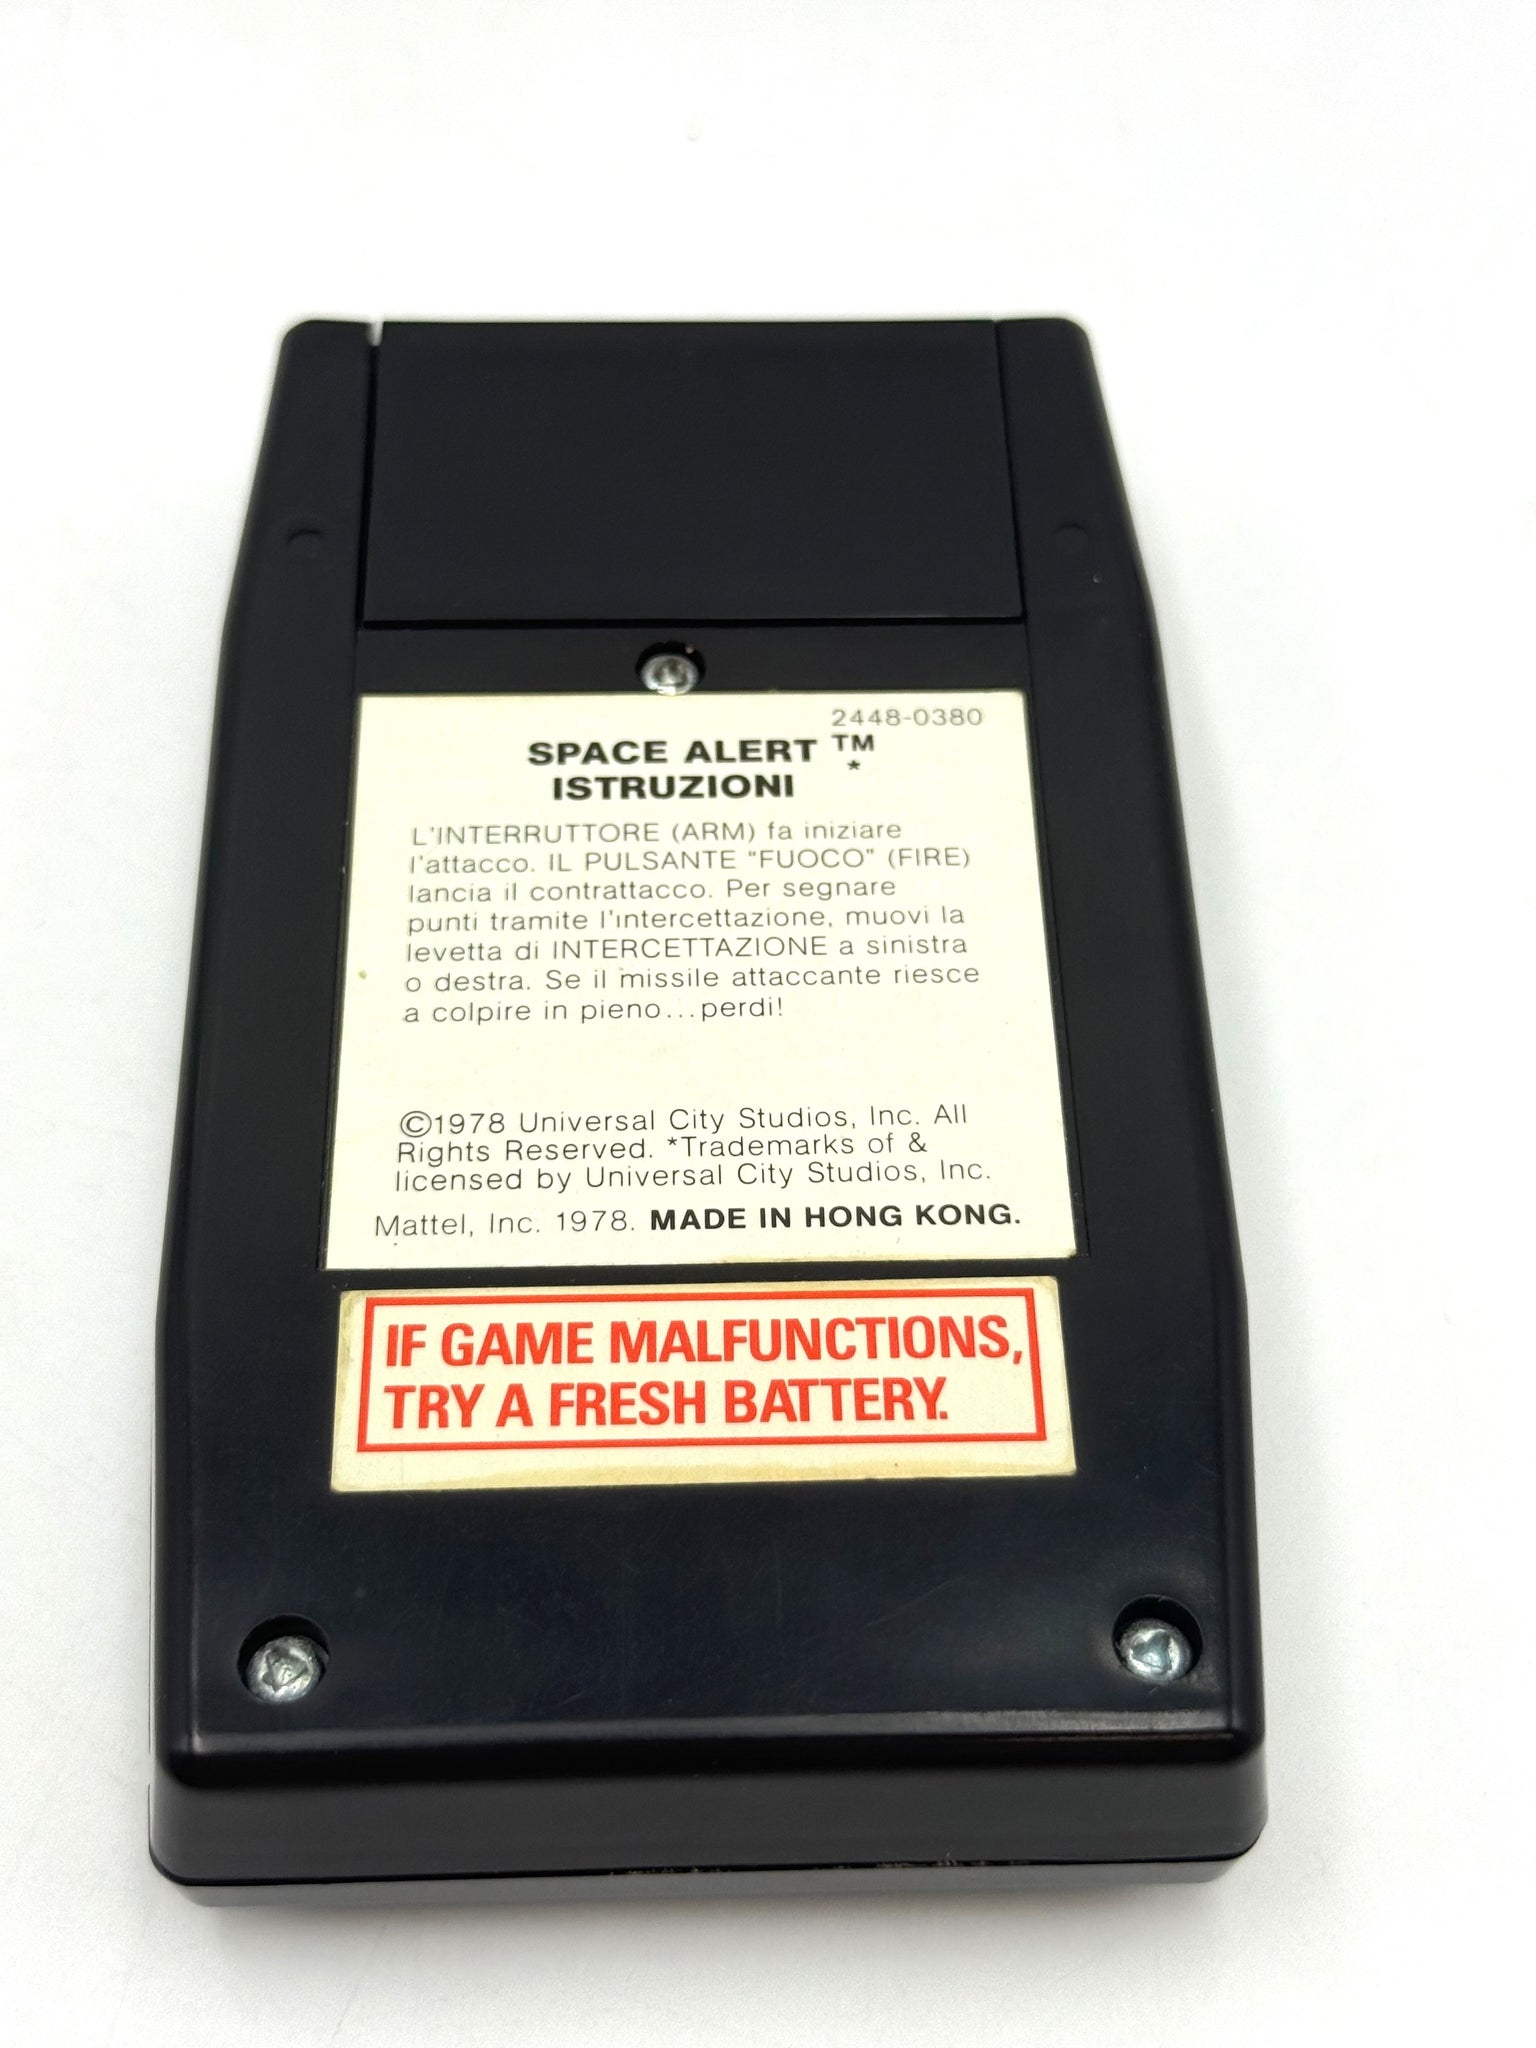 2448-0380
SPACE ALERT ™
*
ISTRUZIONI
L'INTERRUTTORE (ARM) fa iniziare
l'attacco. IL PULSANTE "FUOCO" (FIRE)
lancia il contrattacco. Per segnare
punti tramite l'intercettazione, muovi la
levetta di INTERCETTAZIONE a sinistra
o destra. Se il missile attaccante riesce
a colpire in pieno...perdi!
©1978 Universal City Studios, Inc. All
Rights Reserved. *Trademarks of &
licensed by Universal City Studios, Inc.
Mattel, Inc. 1978. MADE IN HONG KONG.
IF GAME MALFUNCTIONS,
TRY A FRESH BATTERY.